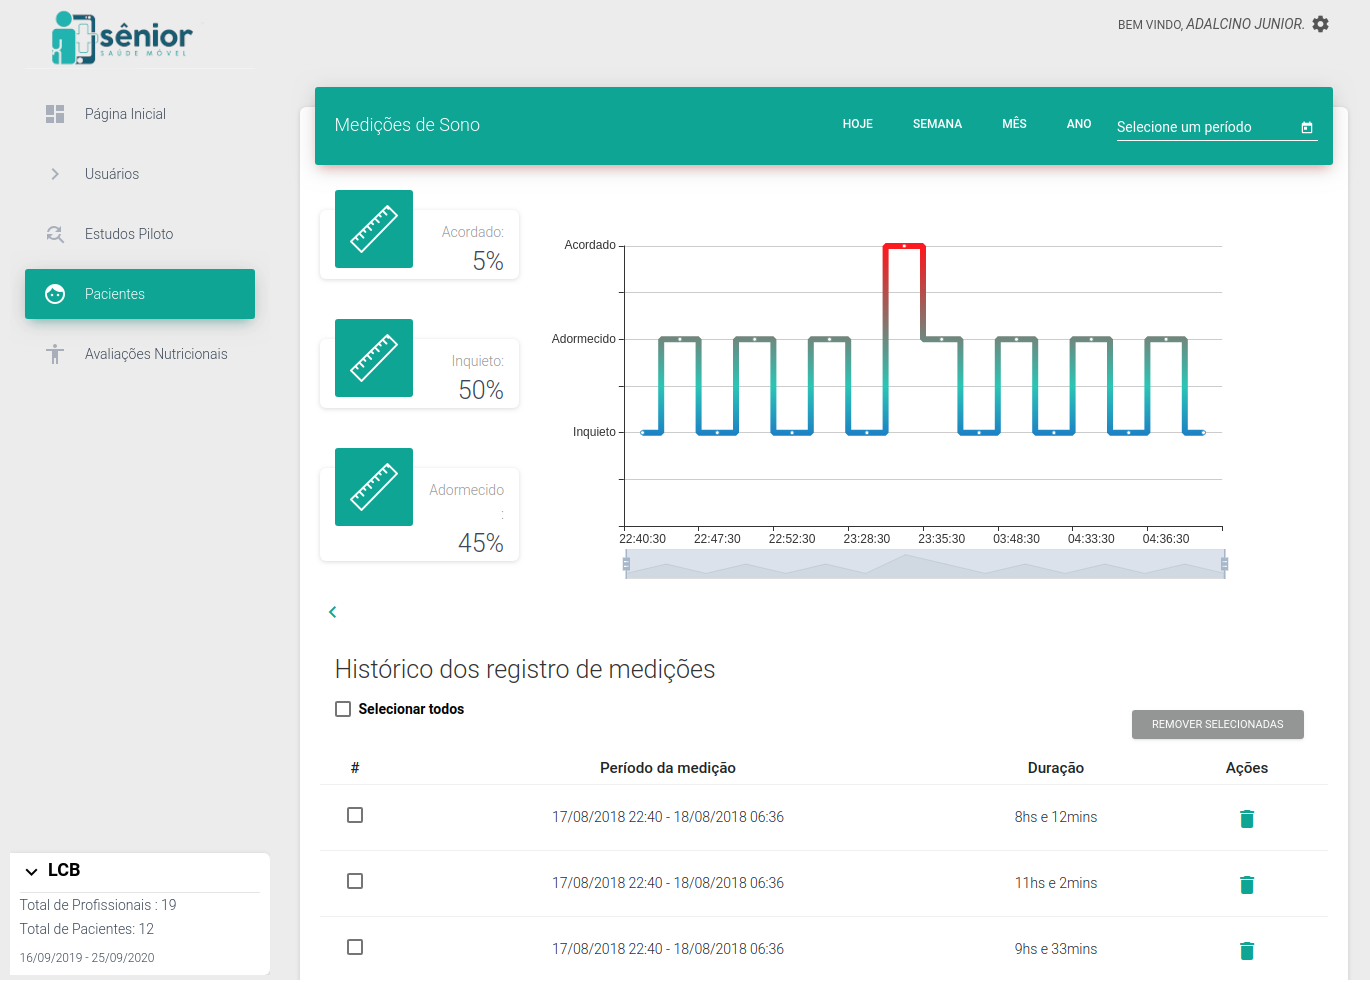 sênior
SAÚDE MÓVEL
BEM VINDO, ADALCINO JUNIOR.
Página Inicial
Usuários
Estudos Piloto
Pacientes
Avaliações Nutricionais
LCB
Total de Profissionais : 19
Total de Pacientes: 12
16/09/2019 - 25/09/2020
Medições de Sono
HOJE SEMANA MÊS ANO Selecione um período
Acordado:
5%
Inquieto:
50%
Adormecido
:
45%
Acordado
Adormecido
Inquieto
22:40:30 22:47:30 22:52:30 23:28:30 23:35:30 03:48:30 04:33:30 04:36:30
Histórico dos registro de medições
Selecionar todos
REMOVER SELECIONADAS
# Período da medição Duração Ações
17/08/2018 22:40 - 18/08/2018 06:36 8hs e 12mins
17/08/2018 22:40 - 18/08/2018 06:36 11hs e 2mins
17/08/2018 22:40 - 18/08/2018 06:36 9hs e 33mins